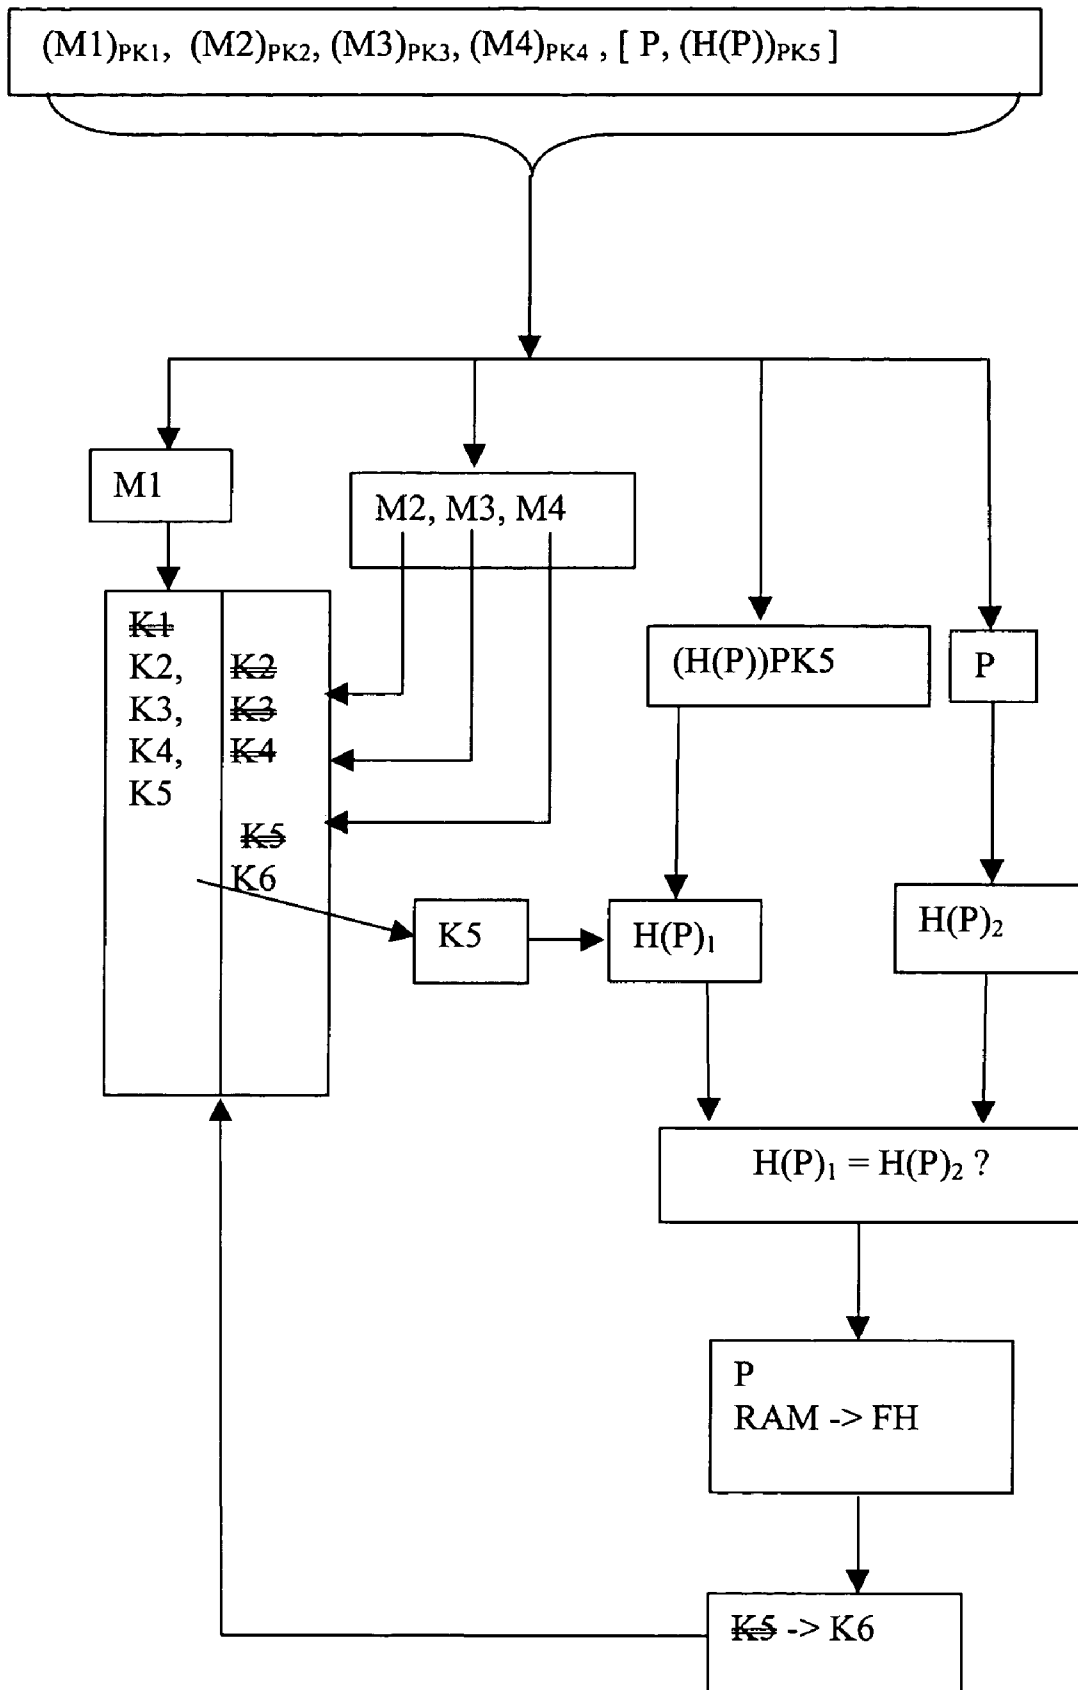 (M1)PK1, (M2)PK2, (M3)PK3, (M4)PK4 , [ P, (H(P))PK5 ]
M1
M2, M3, M4
K1
K2,
K3,
K4,
K5
K2
K3
K4
K5
K6
(H(P))PK5
P
K5
H(P)1
H(P)2
H(P)1 = H(P)2 ?
P
RAM -> FH
K5 -> K6